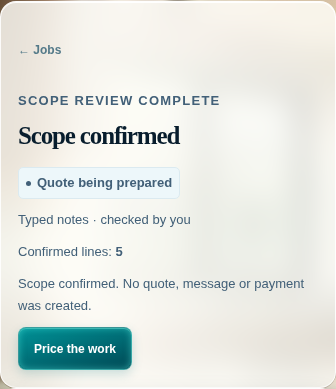 ← Jobs
SCOPE REVIEW COMPLETE
Scope confirmed
• Quote being prepared
Typed notes · checked by you
Confirmed lines: 5
Scope confirmed. No quote, message or payment
was created.
Price the work